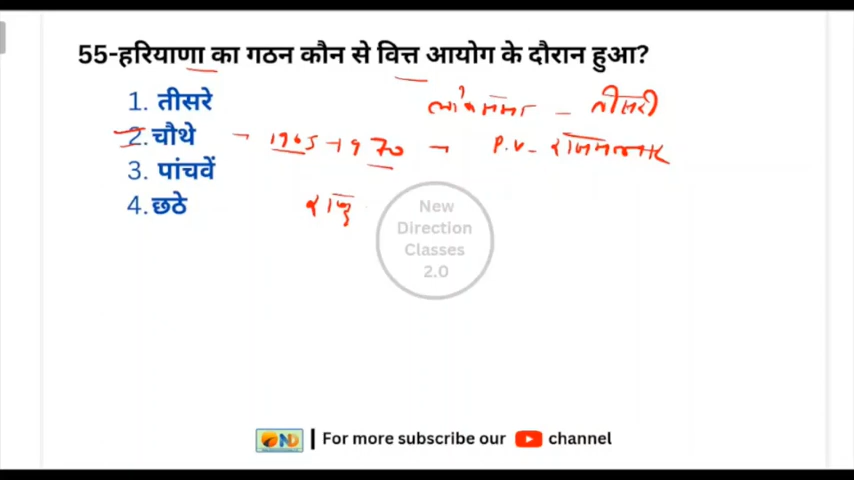 55-हरियाणा का गठन कौन से वित्त आयोग के दौरान हुआ?
1. तीसरे
लोकसभा - तीसरी
2. चौथे - 1965-1970 - P.V- राजमन्नार
3. पांचवें
4. छठे
New
Direction
Classes
2.0
ND | For more subscribe our channel